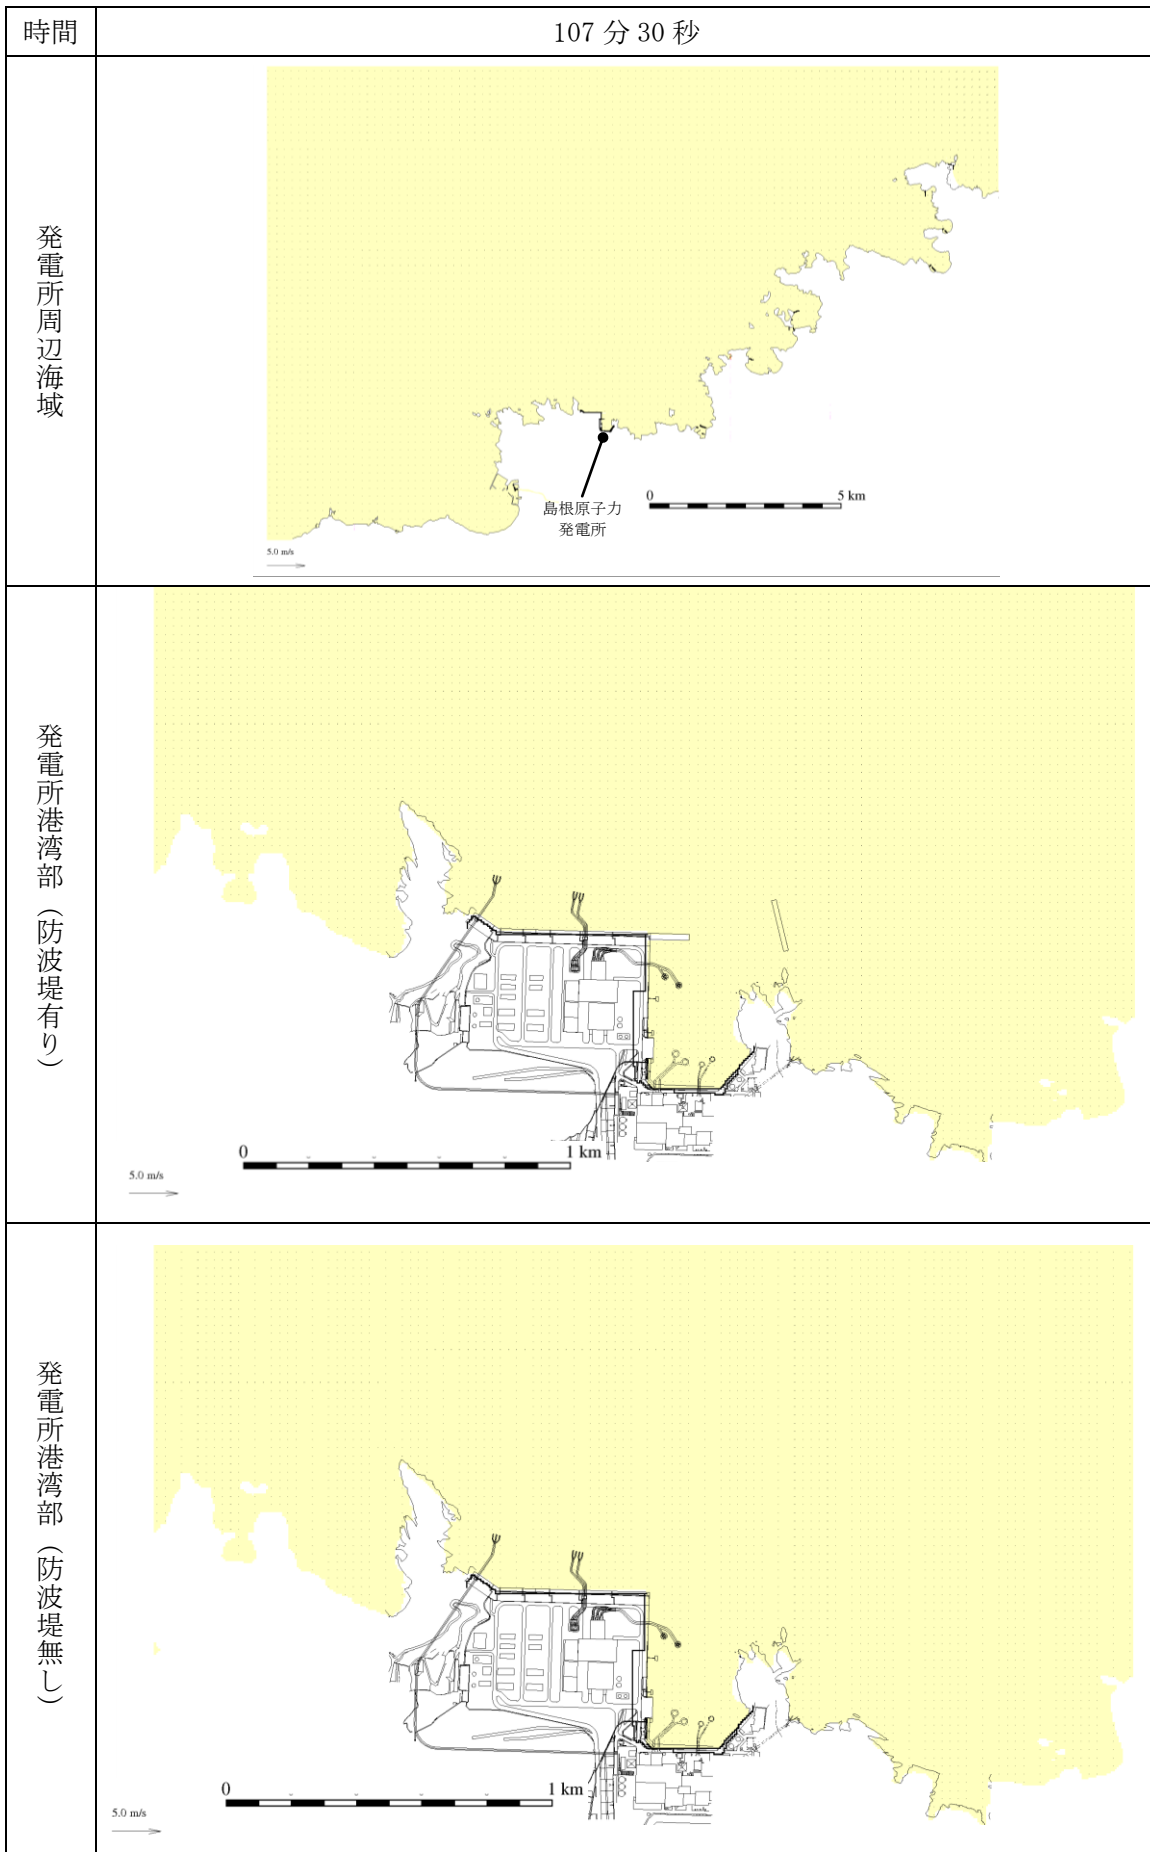 時間
107 分 30 秒
発電所周辺海域
島根原子力
発電所
0
5 km
5.0 m/s
発電所港湾部（防波堤有り）
0
1 km
5.0 m/s
発電所港湾部（防波堤無し）
0
1 km
5.0 m/s